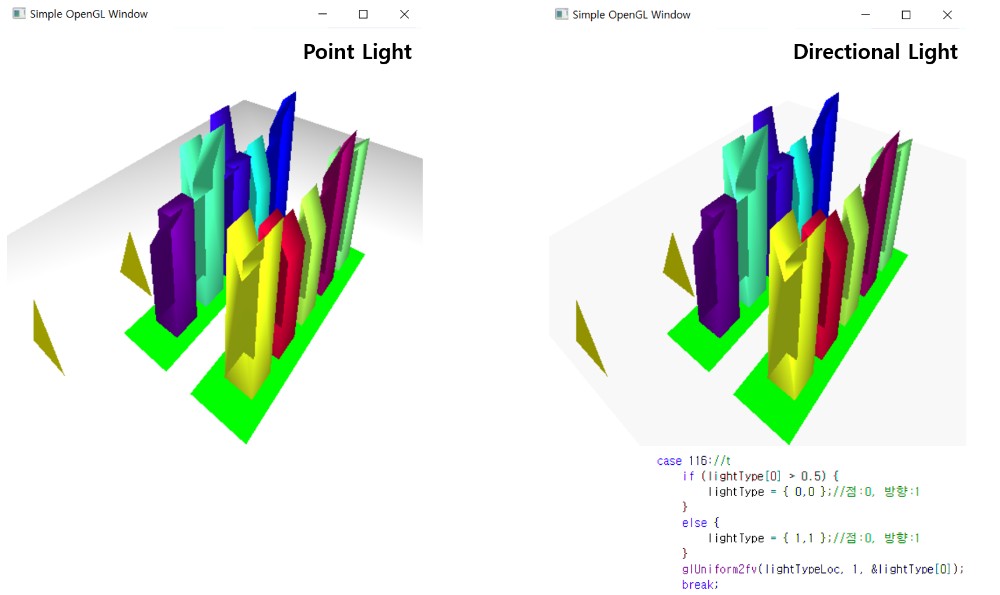 Simple OpenGL Window
Point Light
Simple OpenGL Window
Directional Light
case 116://t
if (lightType[0] > 0.5) {
lightType = { 0,0 };//점:0, 방향:1
}
else {
lightType = { 1,1 };//점:0, 방향:1
}
glUniform2fv(lightTypeLoc, 1, &lightType[0]);
break;